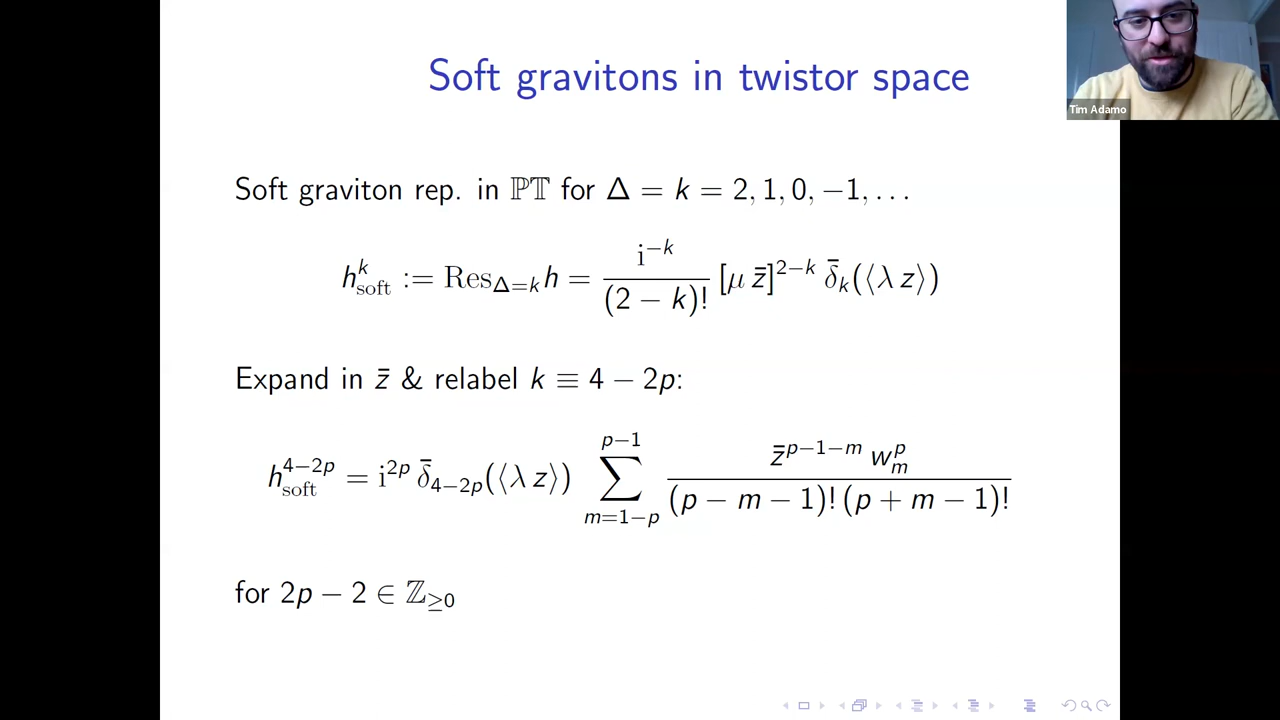 Soft gravitons in twistor space
Tim Adamo
Soft graviton rep. in ℙ𝕋 for Δ = k = 2, 1, 0, −1, . . .
h^k_soft := Res_{Δ=k} h = i^{−k} / (2 − k)! [μ z̄]^{2−k} δ̄_k(⟨λ z⟩)
Expand in z̄ & relabel k ≡ 4 − 2p:
h^{4−2p}_soft = i^{2p} δ̄_{4−2p}(⟨λ z⟩) ∑_{m=1−p}^{p−1} z̄^{p−1−m} w^p_m / (p − m − 1)! (p + m − 1)!
for 2p − 2 ∈ ℤ_{≥0}